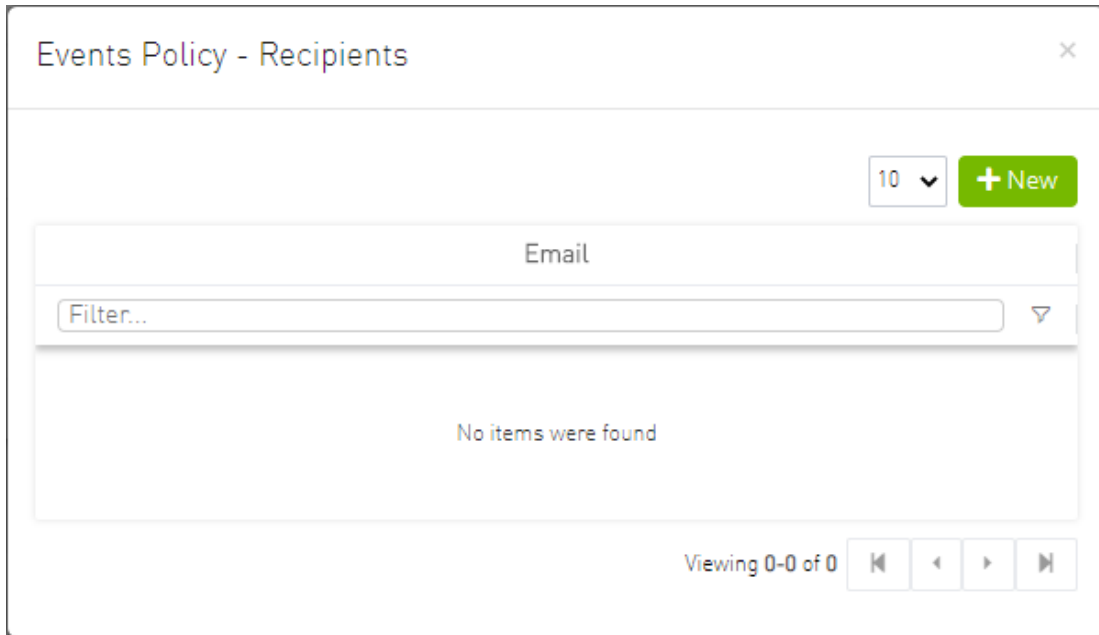 Events Policy - Recipients
×
10
+ New
Email
Filter...
No items were found
Viewing 0-0 of 0